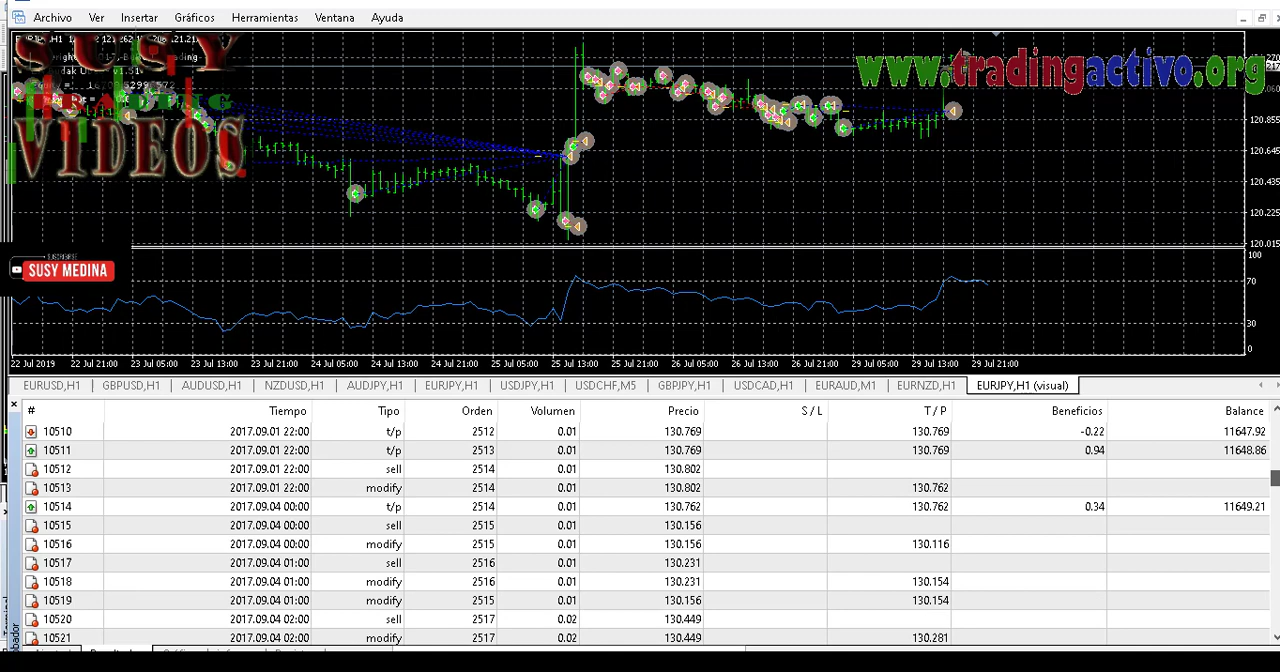 Archivo Ver Insertar Gráficos Herramientas Ventana Ayuda
SUSY
TRADING
VIDEOS
www.tradingactivo.org
120.855
120.645
120.435
120.225
120.015
SUSY MEDINA
100
70
30
0
22 Jul 2019 22 Jul 21:00 23 Jul 05:00 23 Jul 13:00 23 Jul 21:00 24 Jul 05:00 24 Jul 13:00 24 Jul 21:00 25 Jul 05:00 25 Jul 13:00 25 Jul 21:00 26 Jul 05:00 26 Jul 13:00 26 Jul 21:00 29 Jul 05:00 29 Jul 13:00 29 Jul 21:00
EURUSD,H1 GBPUSD,H1 AUDUSD,H1 NZDUSD,H1 AUDJPY,H1 EURJPY,H1 USDJPY,H1 USDCHF,M5 GBPJPY,H1 USDCAD,H1 EURAUD,M1 EURNZD,H1 EURJPY,H1 (visual)
# Tiempo Tipo Orden Volumen Precio S / L T / P Beneficios Balance
10510 2017.09.01 22:00 t/p 2512 0.01 130.769 130.769 -0.22 11647.92
10511 2017.09.01 22:00 t/p 2513 0.01 130.769 130.769 0.94 11648.86
10512 2017.09.01 22:00 sell 2514 0.01 130.802
10513 2017.09.01 22:00 modify 2514 0.01 130.802 130.762
10514 2017.09.04 00:00 t/p 2514 0.01 130.762 130.762 0.34 11649.21
10515 2017.09.04 00:00 sell 2515 0.01 130.156
10516 2017.09.04 00:00 modify 2515 0.01 130.156 130.116
10517 2017.09.04 01:00 sell 2516 0.01 130.231
10518 2017.09.04 01:00 modify 2516 0.01 130.231 130.154
10519 2017.09.04 01:00 modify 2515 0.01 130.156 130.154
10520 2017.09.04 02:00 sell 2517 0.02 130.449
10521 2017.09.04 02:00 modify 2517 0.02 130.449 130.281